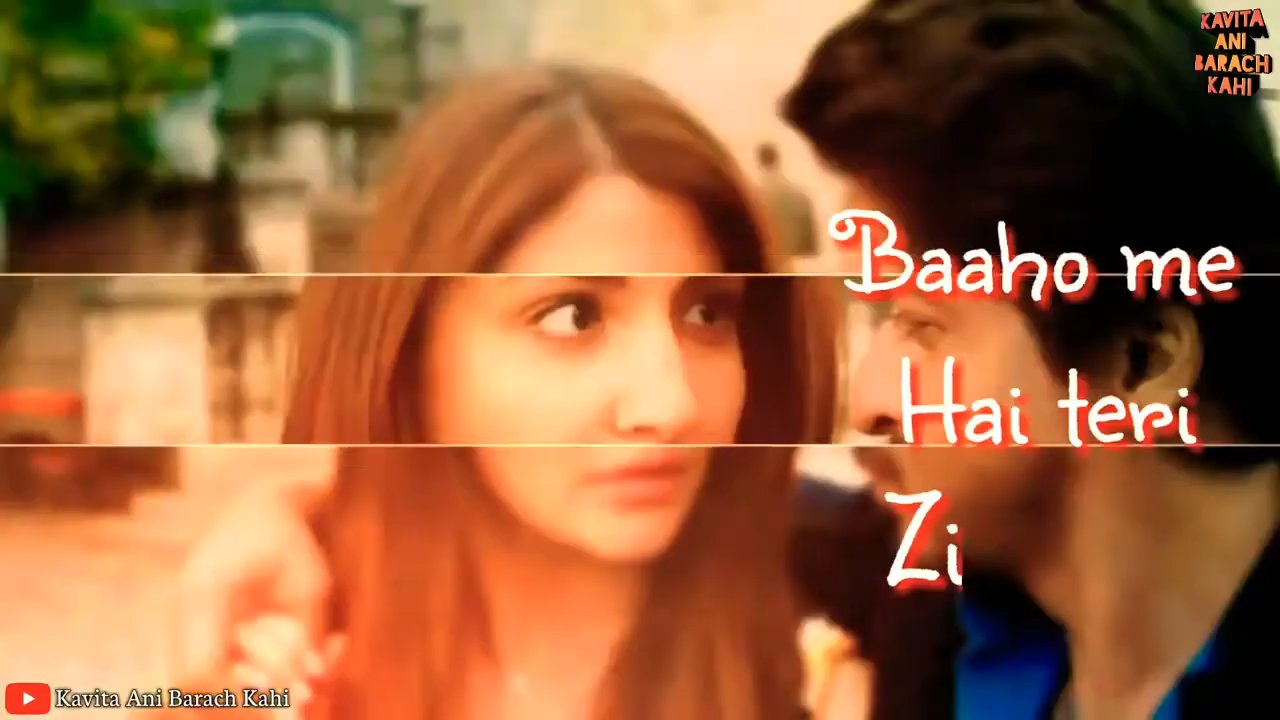 KAVITA
ANI
BARACH
KAHI
Baaho me
Hai teri
Zi
Kavita Ani Barach Kahi